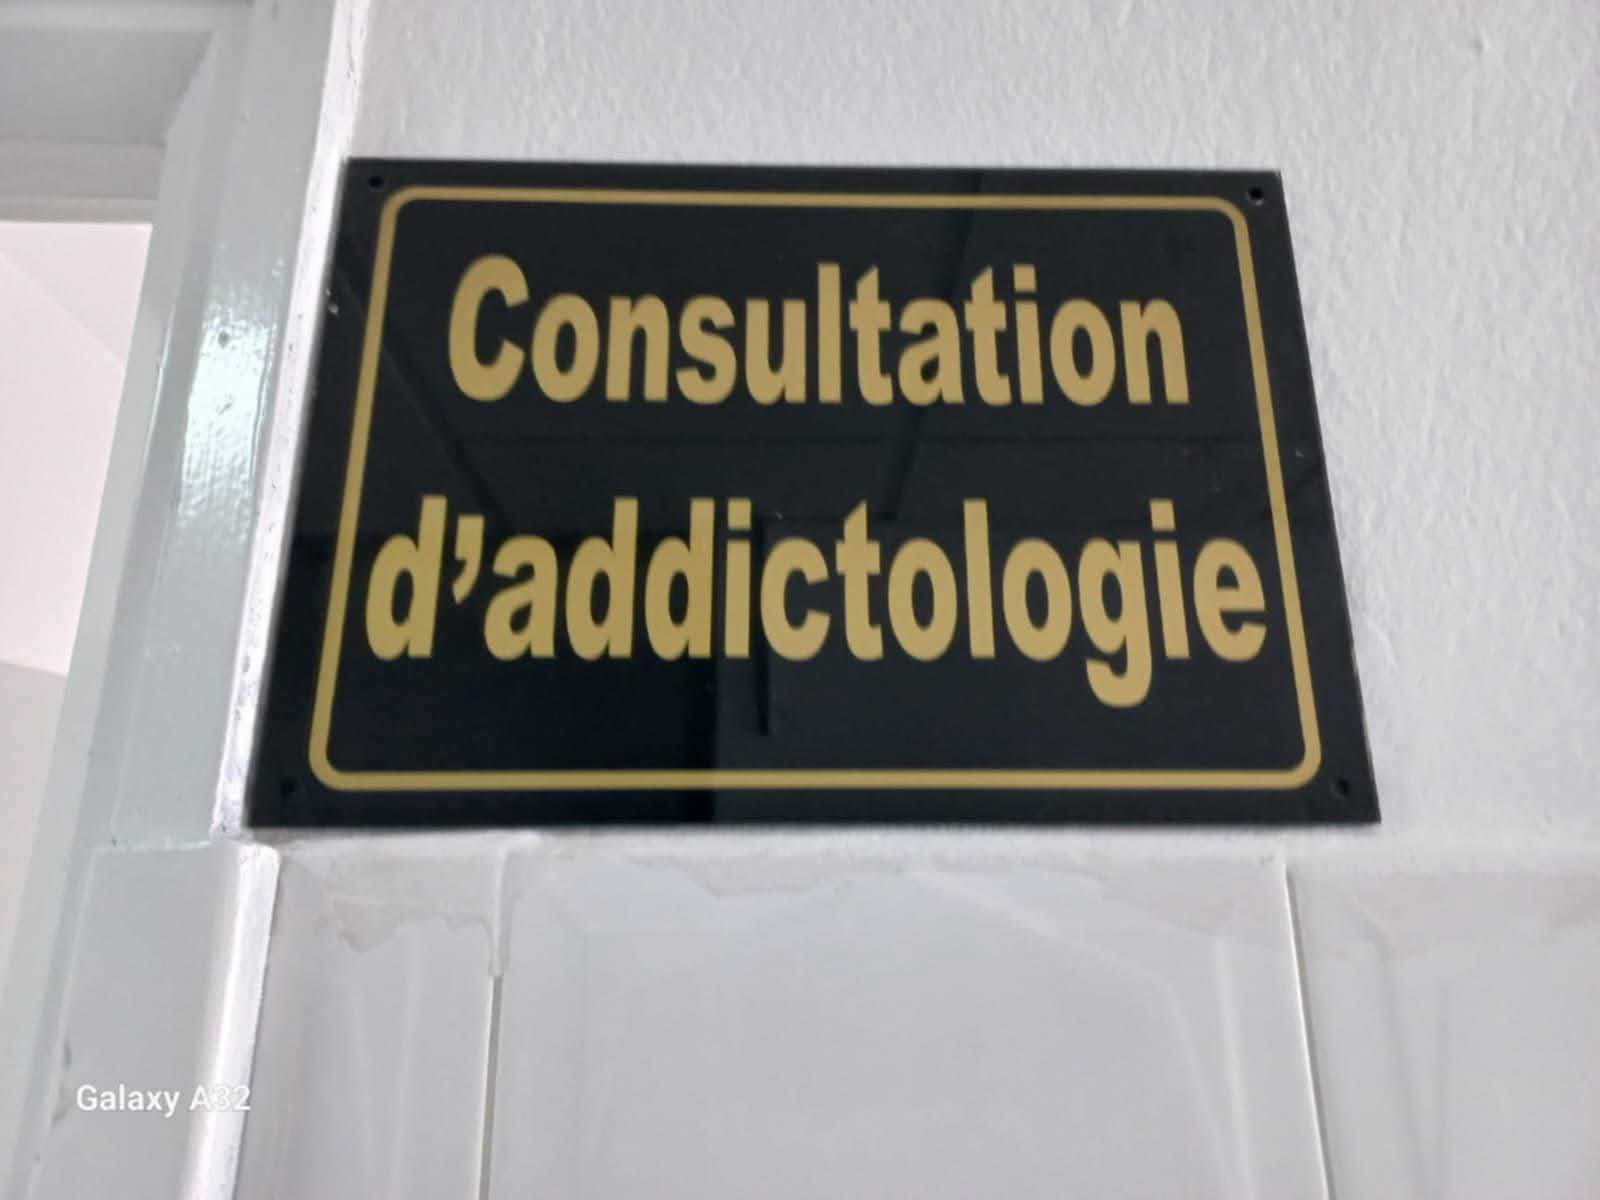 Consultation
d’addictologie
Galaxy A32